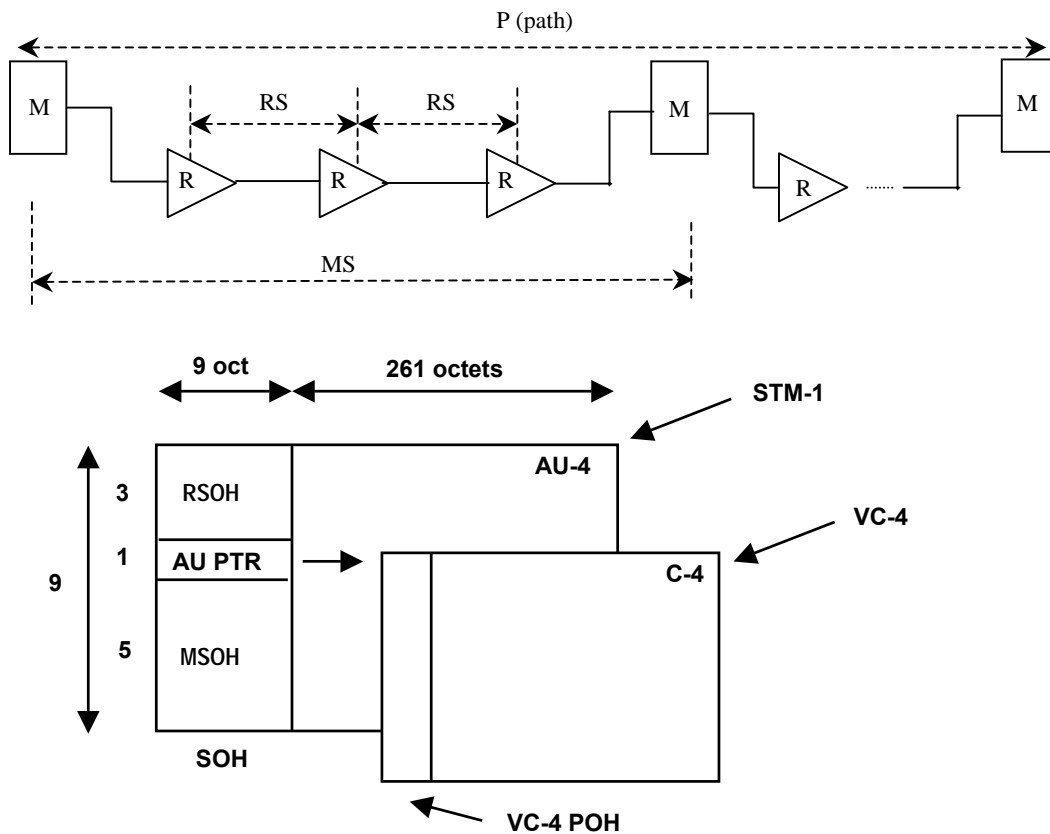 P (path)
M
RS
RS
M
M
R
R
R
R
......
MS
9 oct
261 octets
STM-1
AU-4
3
RSOH
VC-4
1
AU PTR
C-4
9
5
MSOH
SOH
VC-4 POH